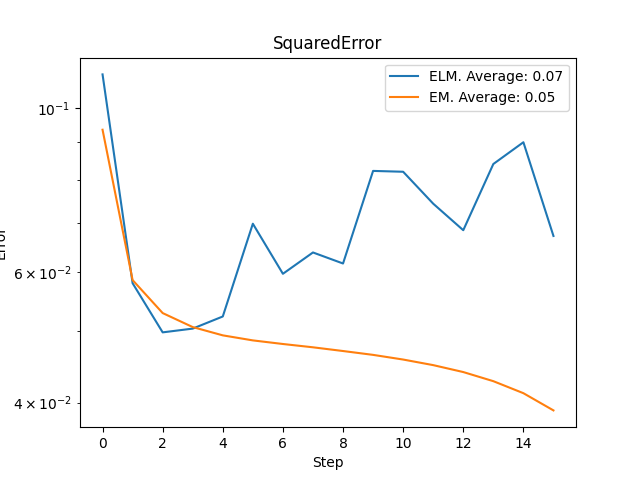 SquaredError
ELM. Average: 0.07
EM. Average: 0.05
10⁻¹
6 × 10⁻²
4 × 10⁻²
Error
0 2 4 6 8 10 12 14
Step